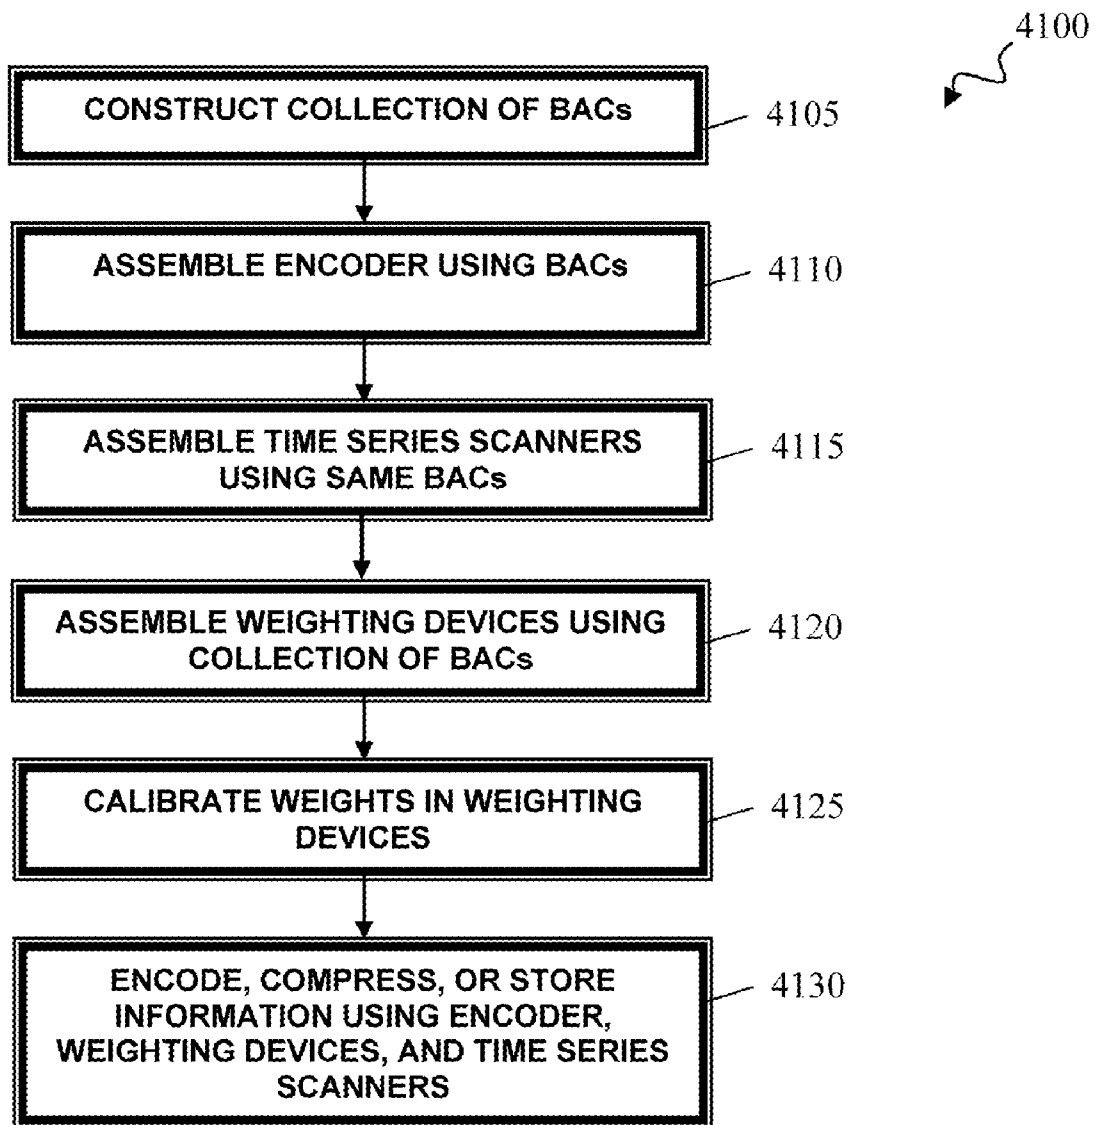 4100
CONSTRUCT COLLECTION OF BACs
4105
ASSEMBLE ENCODER USING BACs
4110
ASSEMBLE TIME SERIES SCANNERS
USING SAME BACs
4115
ASSEMBLE WEIGHTING DEVICES USING
COLLECTION OF BACs
4120
CALIBRATE WEIGHTS IN WEIGHTING
DEVICES
4125
ENCODE, COMPRESS, OR STORE
INFORMATION USING ENCODER,
WEIGHTING DEVICES, AND TIME SERIES
SCANNERS
4130